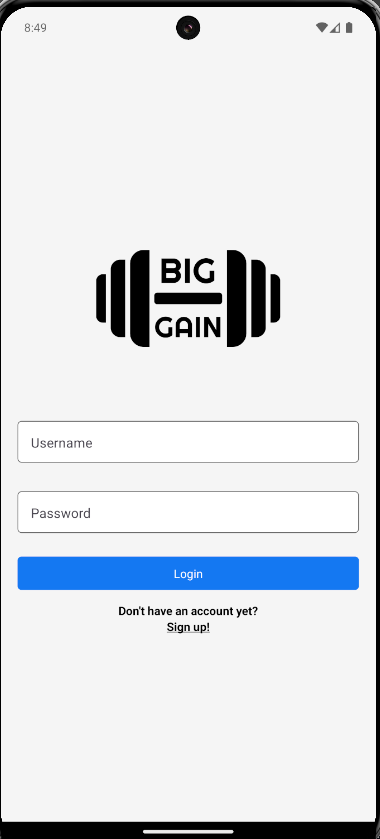 8:49
BIG
GAIN
Username
Password
Login
Don't have an account yet?
Sign up!